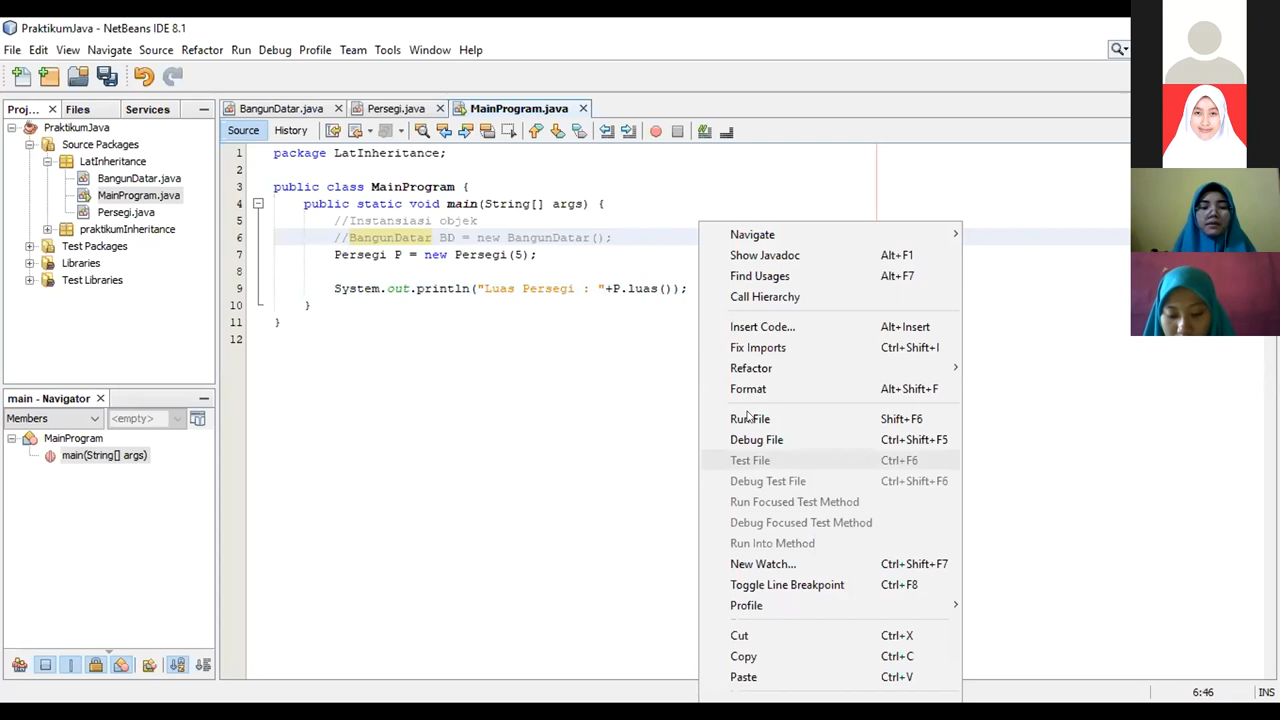 PraktikumJava - NetBeans IDE 8.1
File Edit View Navigate Source Refactor Run Debug Profile Team Tools Window Help
Proj... Files Services
PraktikumJava
Source Packages
LatInheritance
BangunDatar.java
MainProgram.java
Persegi.java
praktikumInheritance
Test Packages
Libraries
Test Libraries
main - Navigator
Members <empty>
MainProgram
main(String[] args)
BangunDatar.java Persegi.java MainProgram.java
Source History
1 package LatInheritance;
2
3 public class MainProgram {
4 public static void main(String[] args) {
5 //Instansiasi objek
6 //BangunDatar BD = new BangunDatar();
7 Persegi P = new Persegi(5);
8
9 System.out.println("Luas Persegi : "+P.luas());
10 }
11 }
12
Navigate
Show Javadoc Alt+F1
Find Usages Alt+F7
Call Hierarchy
Insert Code... Alt+Insert
Fix Imports Ctrl+Shift+I
Refactor
Format Alt+Shift+F
Run File Shift+F6
Debug File Ctrl+Shift+F5
Test File Ctrl+F6
Debug Test File Ctrl+Shift+F6
Run Focused Test Method
Debug Focused Test Method
Run Into Method
New Watch... Ctrl+Shift+F7
Toggle Line Breakpoint Ctrl+F8
Profile
Cut Ctrl+X
Copy Ctrl+C
Paste Ctrl+V
6:46 INS